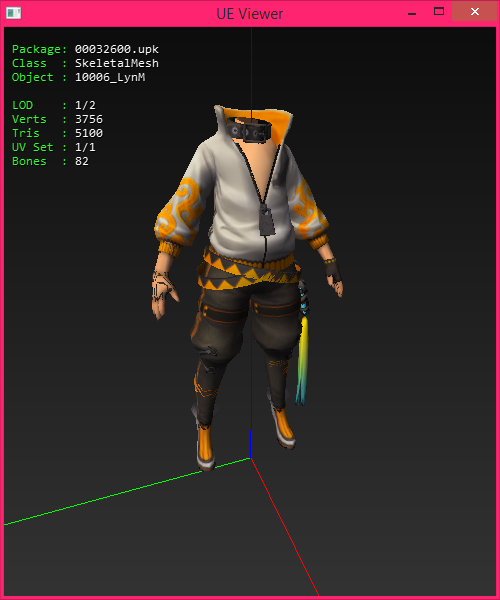 UE Viewer
Package: 00032600.upk
Class  : SkeletalMesh
Object : 10006_LynM
LOD    : 1/2
Verts  : 3756
Tris   : 5100
UV Set : 1/1
Bones  : 82